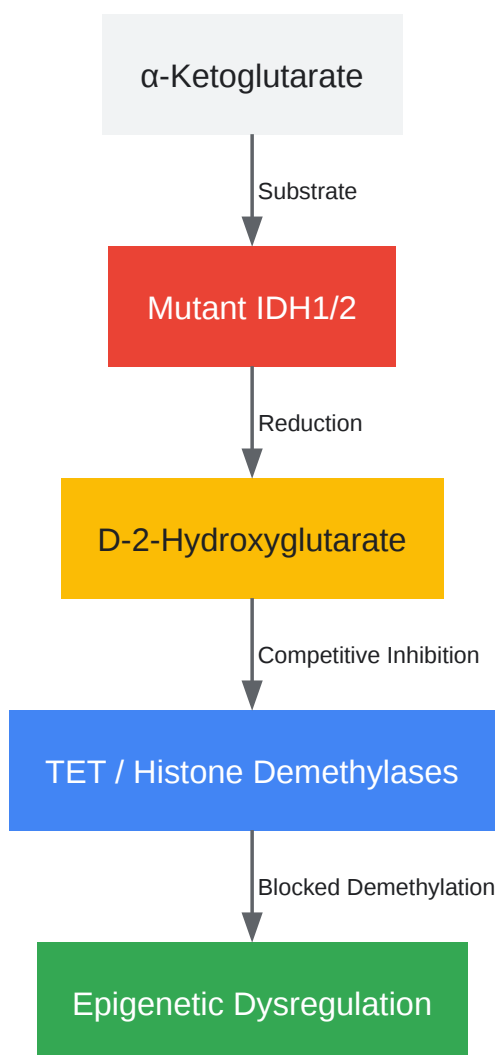 α-Ketoglutarate
Substrate
Mutant IDH1/2
Reduction
D-2-Hydroxyglutarate
Competitive Inhibition
TET / Histone Demethylases
Blocked Demethylation
Epigenetic Dysregulation